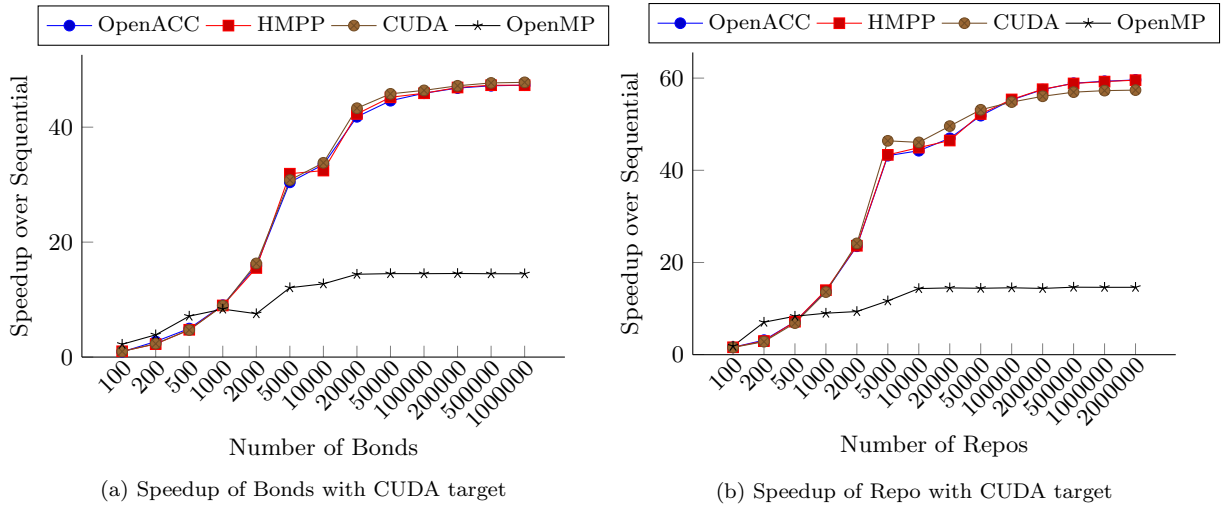 OpenACC HMPP CUDA OpenMP
Speedup over Sequential
40
20
0
100 200 500 1000 2000 5000 10000 20000 50000 100000 200000 500000 1000000
Number of Bonds
(a) Speedup of Bonds with CUDA target
OpenACC HMPP CUDA OpenMP
Speedup over Sequential
60
40
20
0
100 200 500 1000 2000 5000 10000 20000 50000 100000 200000 500000 1000000 2000000
Number of Repos
(b) Speedup of Repo with CUDA target